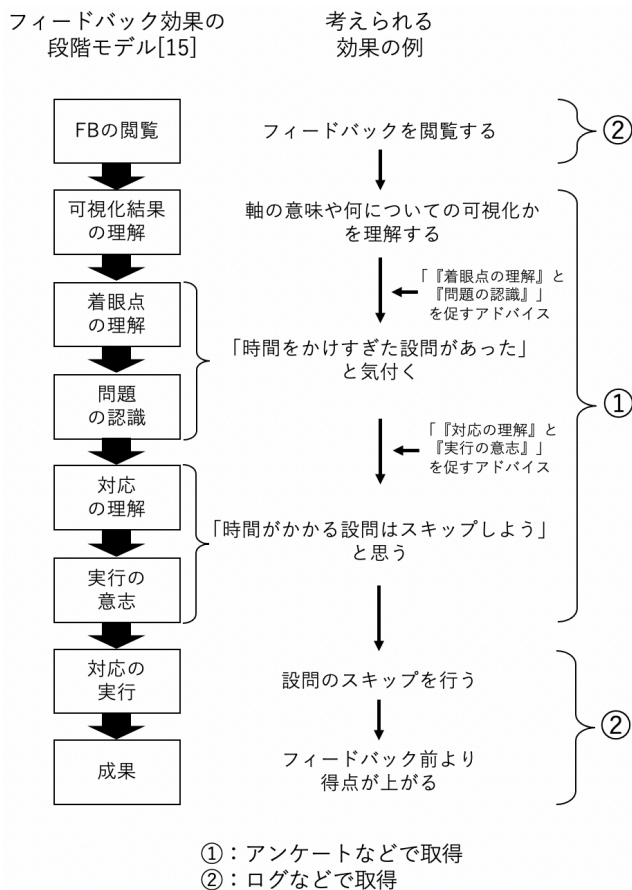 フィードバック効果の
段階モデル[15]
考えられる
効果の例
FBの閲覧
フィードバックを閲覧する
②
可視化結果
の理解
軸の意味や何についての可視化か
を理解する
「『着眼点の理解』と
『問題の認識』」
を促すアドバイス
着眼点
の理解
「時間をかけすぎた設問があった」
と気付く
問題
の認識
①
「『対応の理解』と
『実行の意志』」
を促すアドバイス
対応
の理解
「時間がかかる設問はスキップしよう」
と思う
実行の
意志
対応の
実行
設問のスキップを行う
②
成果
フィードバック前より
得点が上がる
①：アンケートなどで取得
②：ログなどで取得